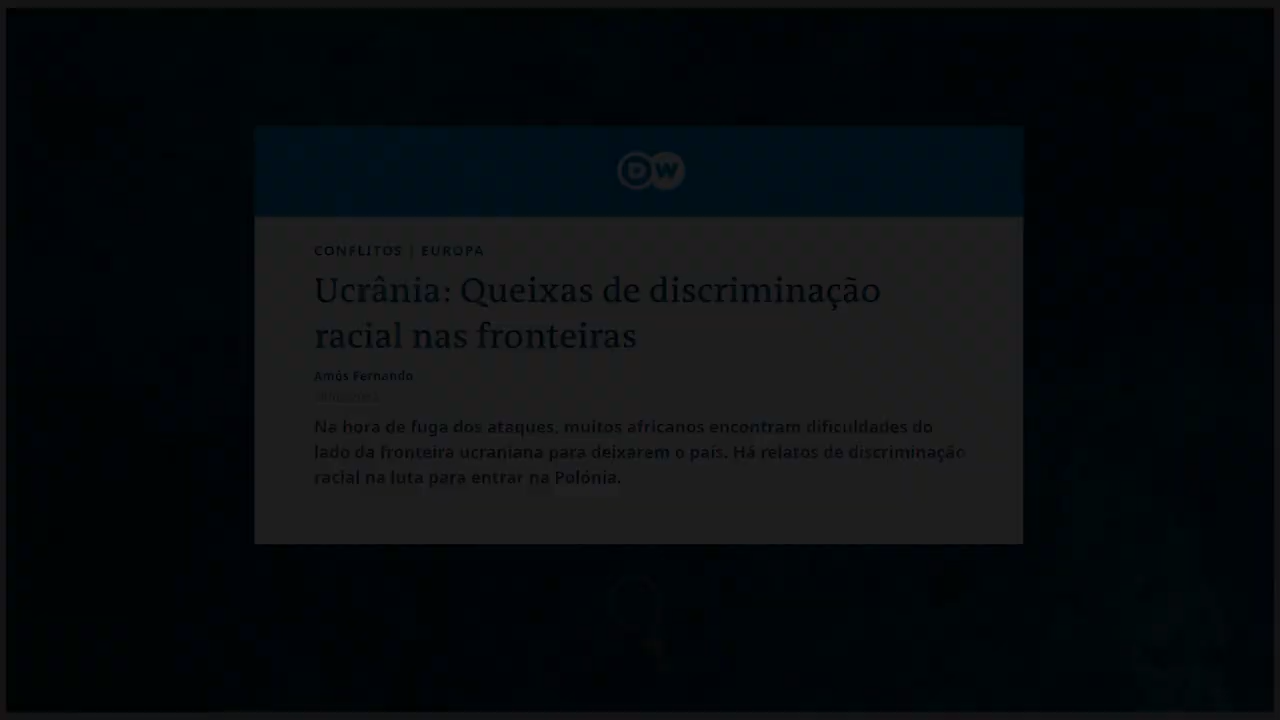 DW
CONFLITOS | EUROPA
Ucrânia: Queixas de discriminação
racial nas fronteiras
Amós Fernando
Na hora de fuga dos ataques, muitos africanos encontram dificuldades do
lado da fronteira ucraniana para deixarem o país. Há relatos de discriminação
racial na luta para entrar na Polónia.